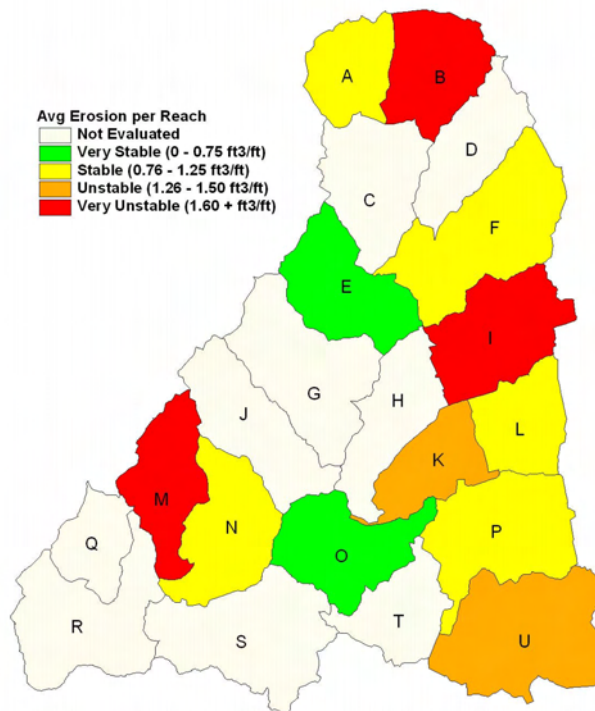 A
B
Avg Erosion per Reach
Not Evaluated
Very Stable (0 - 0.75 ft3/ft)
Stable (0.76 - 1.25 ft3/ft)
Unstable (1.26 - 1.50 ft3/ft)
Very Unstable (1.60 + ft3/ft)
D
C
F
E
I
G
H
J
L
K
M
N
P
Q
O
R
S
T
U